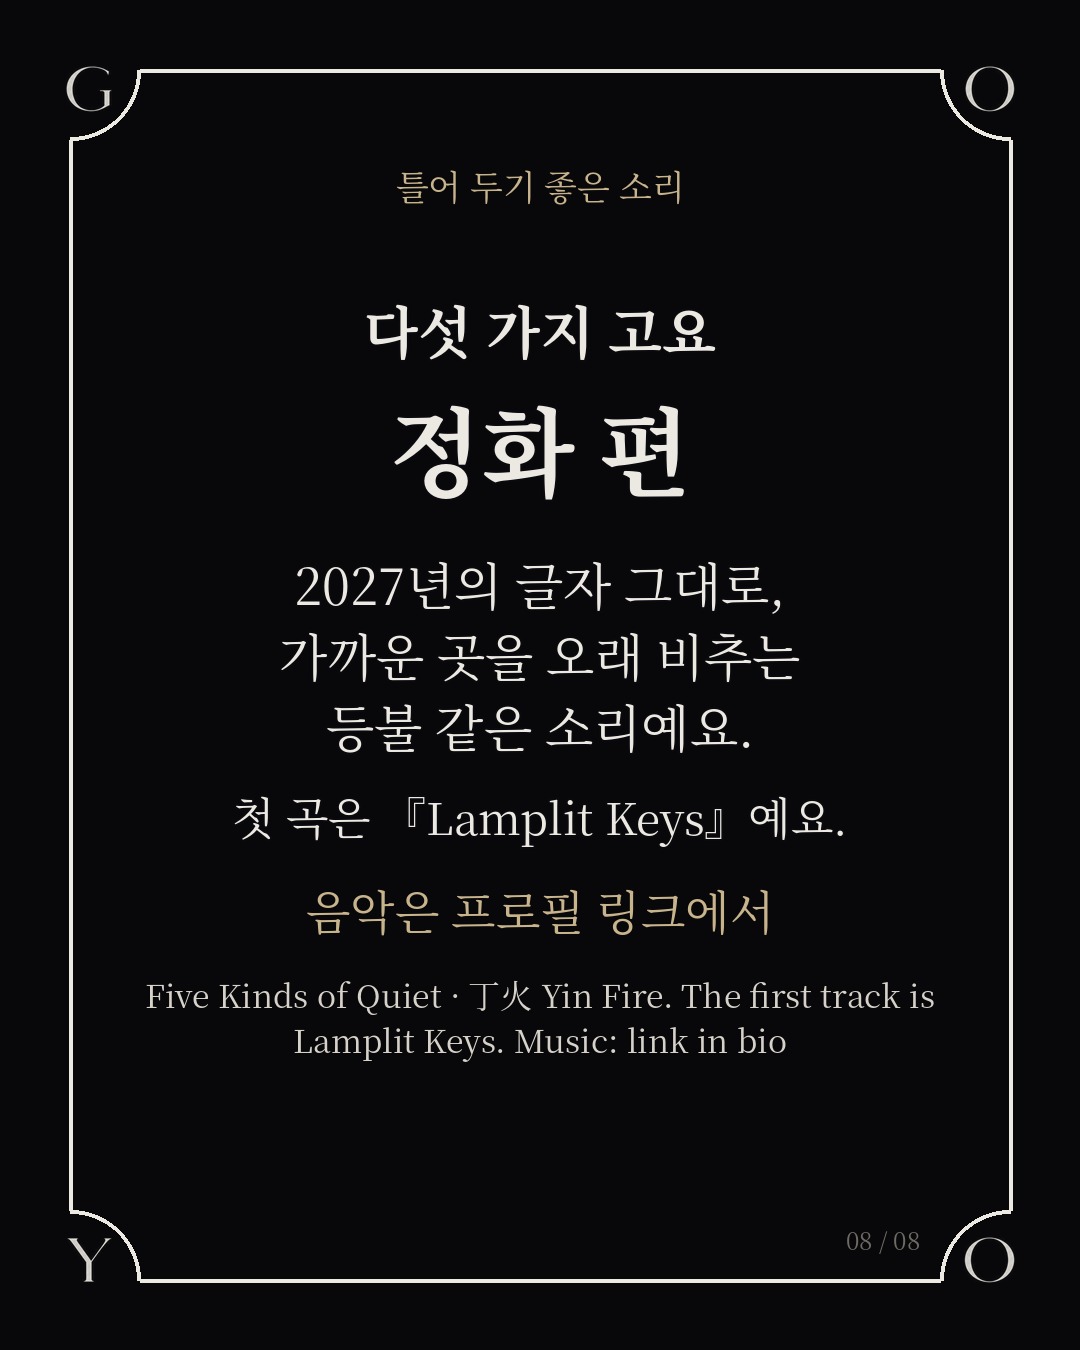 G O
틀어 두기 좋은 소리
다섯 가지 고요
정화 편
2027년의 글자 그대로,
가까운 곳을 오래 비추는
등불 같은 소리예요.
첫 곡은 『Lamplit Keys』예요.
음악은 프로필 링크에서
Five Kinds of Quiet · 丁火 Yin Fire. The first track is
Lamplit Keys. Music: link in bio
08 / 08
Y O